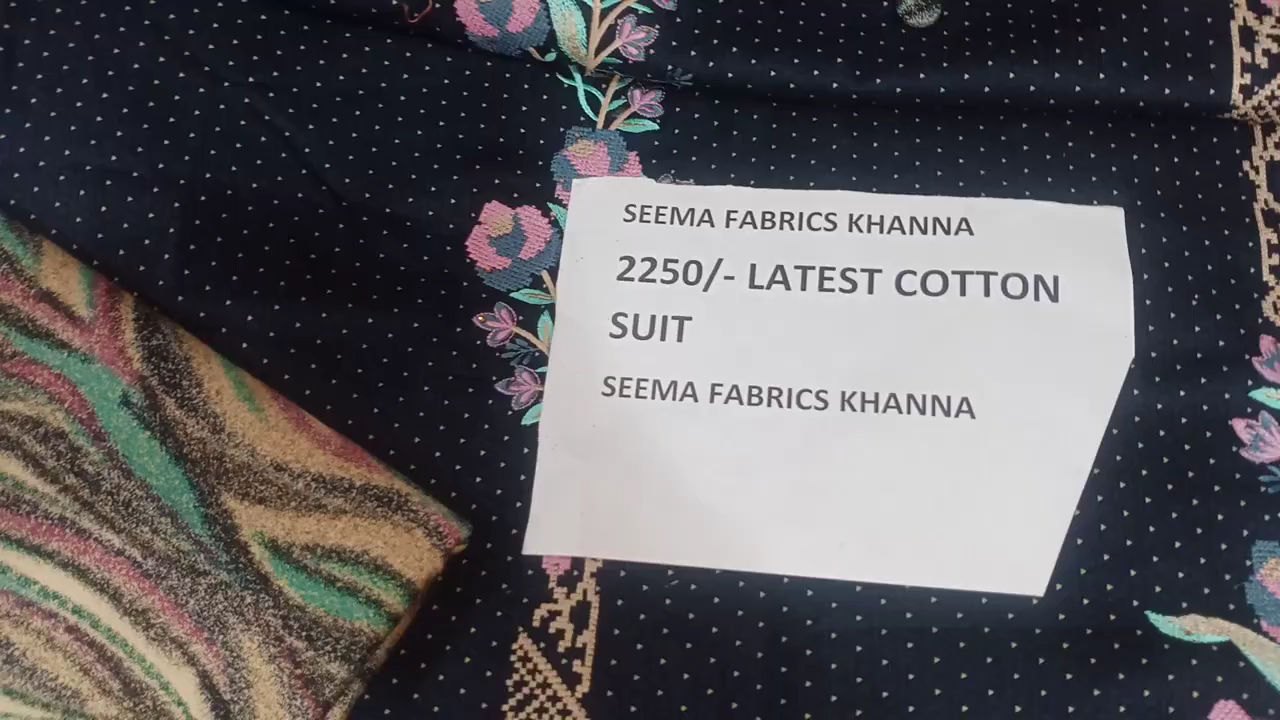 SEEMA FABRICS KHANNA
2250/- LATEST COTTON
SUIT
SEEMA FABRICS KHANNA